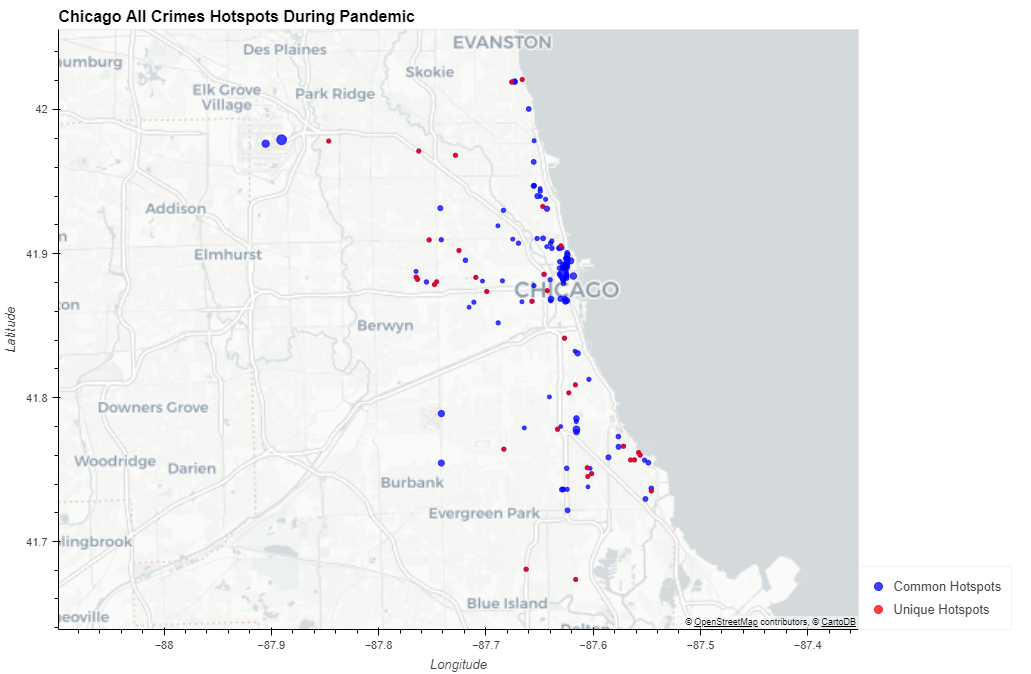 Chicago All Crimes Hotspots During Pandemic
EVANSTON
Des Plaines
Skokie
Elk Grove
Village
Park Ridge
42
Addison
41.9
Elmhurst
CHICAGO
Berwyn
Latitude
41.8
Downers Grove
Woodridge
Darien
Burbank
Evergreen Park
41.7
Blue Island
© OpenStreetMap contributors, © CartoDB
−88
−87.9
−87.8
−87.7
−87.6
−87.5
−87.4
Longitude
Common Hotspots
Unique Hotspots